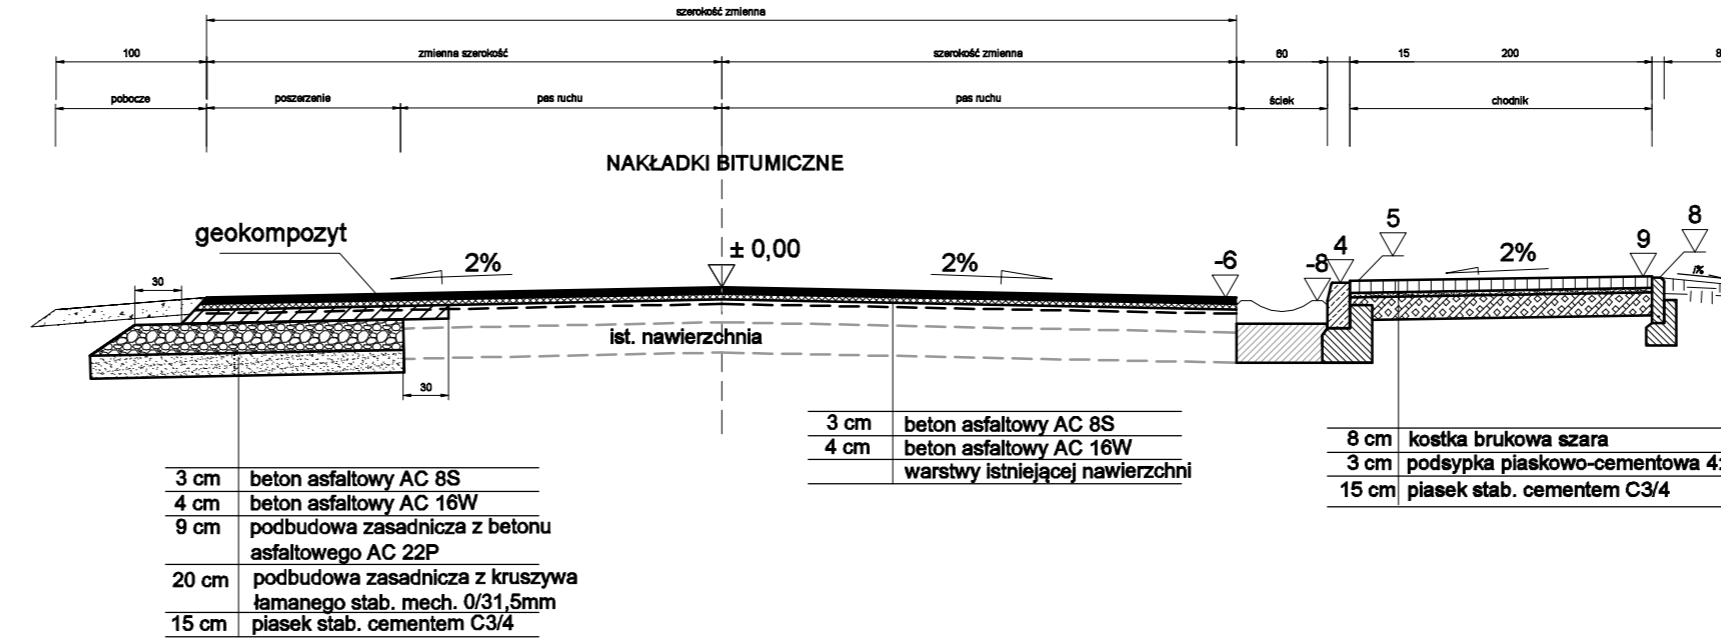 szerokość zmienna
100 zmienna szerokość szerokość zmienna 60 15 200 8
pobocze poszerzenie pas ruchu pas ruchu ściek chodnik
NAKŁADKI BITUMICZNE
geokompozyt
± 0,00
2% 2% -6 -8 4 5 2% 9 8
30
ist. nawierzchnia
30
3 cm beton asfaltowy AC 8S
4 cm beton asfaltowy AC 16W
warstwy istniejącej nawierzchni
8 cm kostka brukowa szara
3 cm podsypka piaskowo-cementowa
15 cm piasek stab. cementem C3/4
3 cm beton asfaltowy AC 8S
4 cm beton asfaltowy AC 16W
9 cm podbudowa zasadnicza z betonu
asfaltowego AC 22P
20 cm podbudowa zasadnicza z kruszywa
łamanego stab. mech. 0/31,5mm
15 cm piasek stab. cementem C3/4